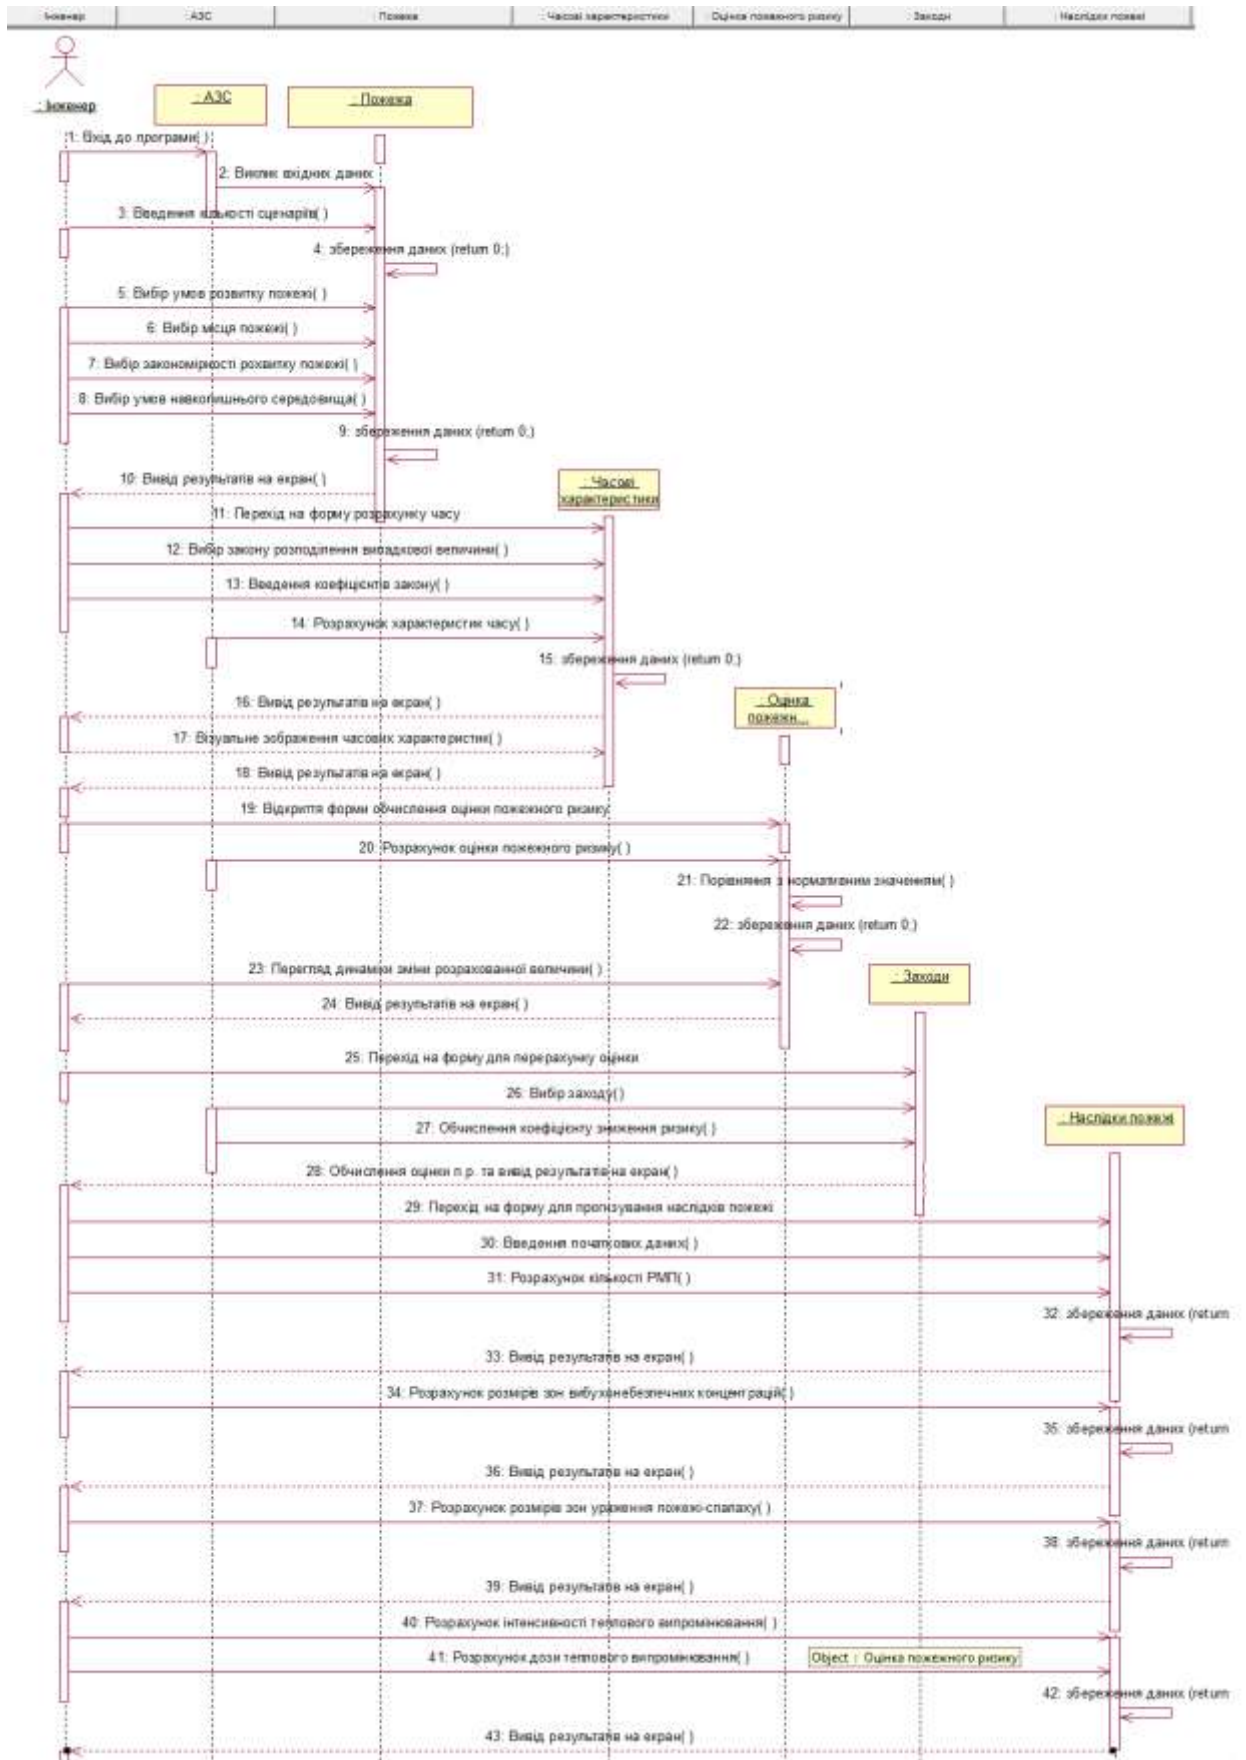 : Інженер
: АЗС
: Пожежа
: Часові характеристики
: Оцінка пожежного ризику
: Заходи
: Наслідки пожежі
: Інженер
: АЗС
: Пожежа
1: Вхід до програми( )
2: Виклик вхідних даних
3: Введення кількості сценаріїв( )
4: збереження даних (return 0;)
5: Вибір умов розвитку пожежі( )
6: Вибір місця пожежі( )
7: Вибір закономірності розвитку пожежі( )
8: Вибір умов навколишнього середовища( )
9: збереження даних (return 0;)
10: Вивід результатів на екран( )
: Часові
характеристики
11: Перехід на форму розрахунку часу
12: Вибір закону розподілення випадкової величини( )
13: Введення коефіцієнтів закону( )
14: Розрахунок характеристик часу( )
15: збереження даних (return 0;)
: Оцінка
пожежн...
16: Вивід результатів на екран( )
17: Візуальне зображення часових характеристик( )
18: Вивід результатів на екран( )
19: Відкриття форми обчислення оцінки пожежного ризику
20: Розрахунок оцінки пожежного ризику( )
21: Порівняння з нормативним значенням( )
22: збереження даних (return 0;)
23: Перегляд динаміки зміни розрахованної величини( )
: Заходи
24: Вивід результатів на екран( )
25: Перехід на форму для перерахунку оцінки
26: Вибір заходу()
: Наслідки пожежі
27: Обчислення коефіцієнту зниження ризику( )
28: Обчислення оцінки п.р. та вивід результатів на екран( )
29: Перехід на форму для прогнізування наслідків пожежі
30: Введення початкових даних( )
31: Розрахунок кількості РМП( )
32: збереження даних (return
33: Вивід результатів на екран( )
34: Розрахунок розмірів зон вибухонебезпечних концентрацій( )
35: збереження даних (return
36: Вивід результатів на екран( )
37: Розрахунок розмірів зон ураження пожежі-спалаху( )
38: збереження даних (return
39: Вивід результатів на екран( )
40: Розрахунок інтенсивності теплового випромінювання( )
41: Розрахунок дози теплового випромінювання( )
Object : Оцінка пожежного ризику
42: збереження даних (return
43: Вивід результатів на екран( )